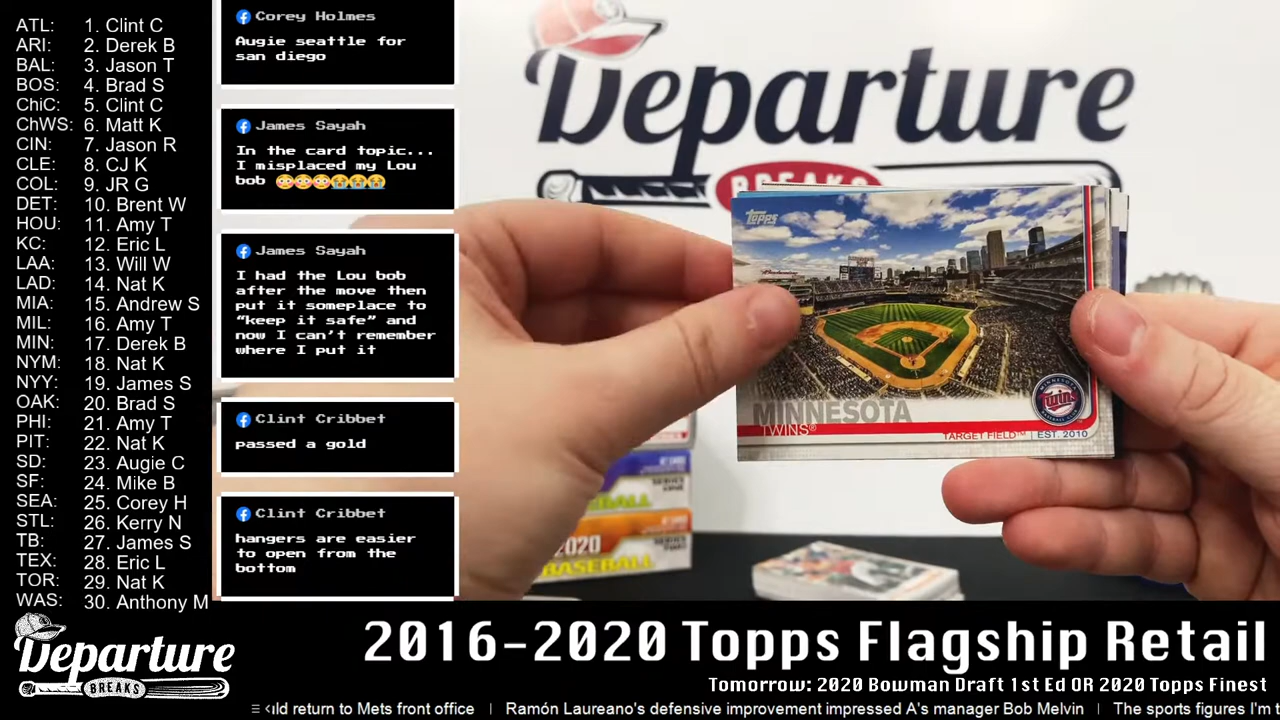 ATL: 1. Clint C
ARI: 2. Derek B
BAL: 3. Jason T
BOS: 4. Brad S
ChiC: 5. Clint C
ChWS: 6. Matt K
CIN: 7. Jason R
CLE: 8. CJ K
COL: 9. JR G
DET: 10. Brent W
HOU: 11. Amy T
KC: 12. Eric L
LAA: 13. Will W
LAD: 14. Nat K
MIA: 15. Andrew S
MIL: 16. Amy T
MIN: 17. Derek B
NYM: 18. Nat K
NYY: 19. James S
OAK: 20. Brad S
PHI: 21. Amy T
PIT: 22. Nat K
SD: 23. Augie C
SF: 24. Mike B
SEA: 25. Corey H
STL: 26. Kerry N
TB: 27. James S
TEX: 28. Eric L
TOR: 29. Nat K
WAS: 30. Anthony M
Corey Holmes
Augie seattle for
san diego
James Sayah
In the card topic...
I misplaced my Lou
bob 😳😳😳😭😭😭
James Sayah
I had the Lou bob
after the move then
put it someplace to
“keep it safe” and
now I can’t remember
where I put it
Clint Cribbet
passed a gold
Clint Cribbet
hangers are easier
to open from the
bottom
Departure
BREAKS
Topps
MINNESOTA
TWINS®
TARGET FIELD™ | EST. 2010
Twins
SERIES ONE
BALL
2020
BASEBALL
Departure
BREAKS
2016-2020 Topps Flagship Retail
Tomorrow: 2020 Bowman Draft 1st Ed OR 2020 Topps Finest
uld return to Mets front office | Ramón Laureano's defensive improvement impressed A's manager Bob Melvin | The sports figures I'm t